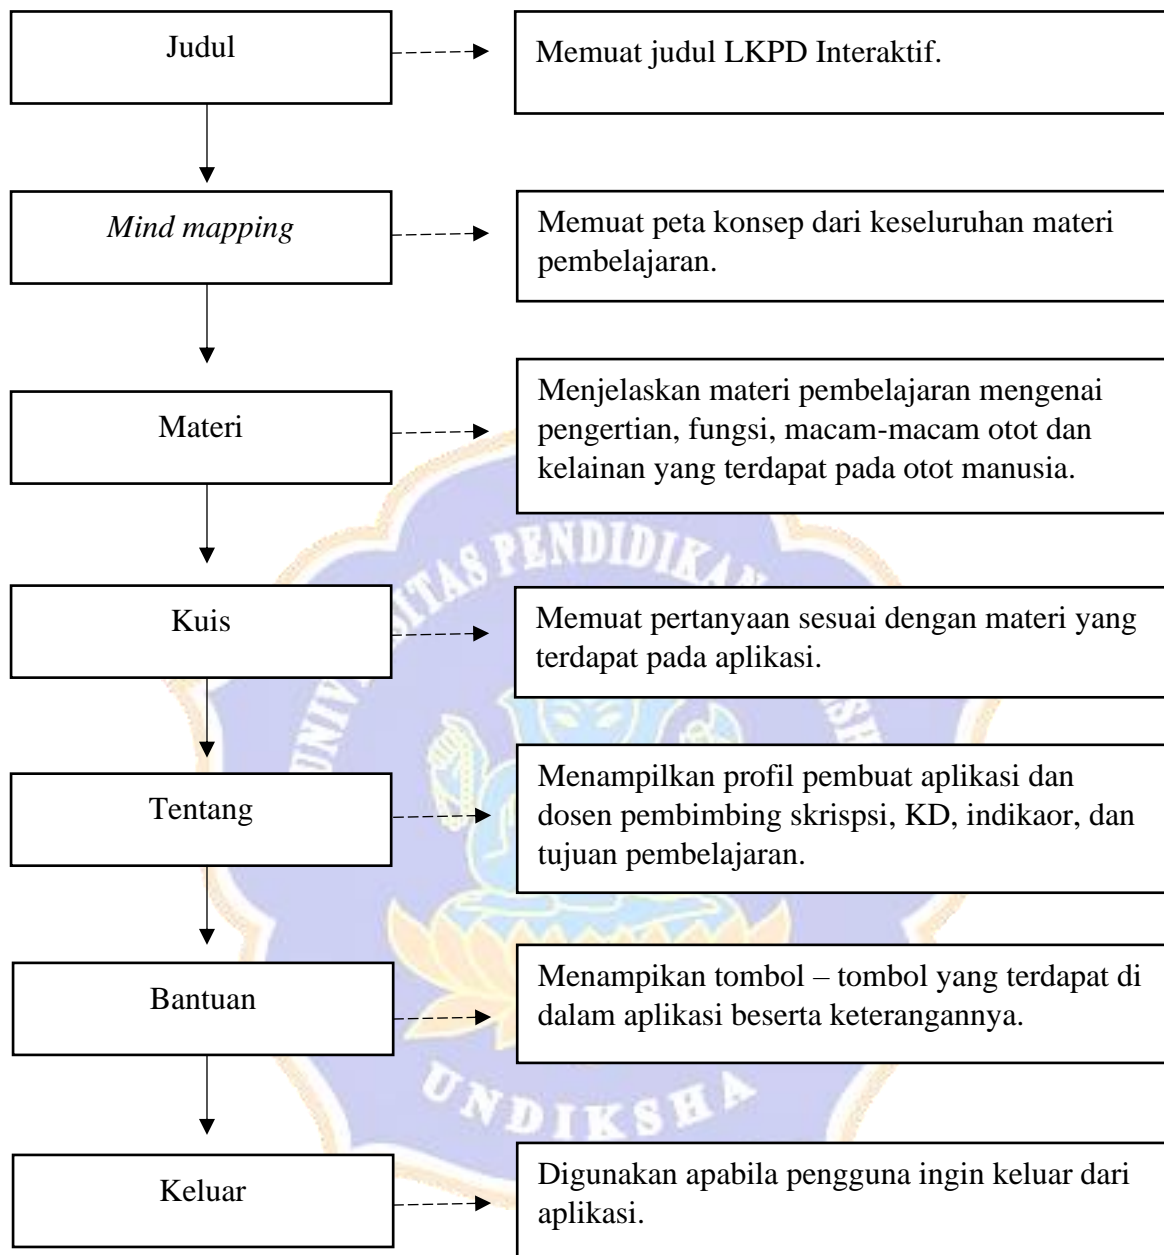 Judul
Memuat judul LKPD Interaktif.
Mind mapping
Memuat peta konsep dari keseluruhan materi
pembelajaran.
Materi
Menjelaskan materi pembelajaran mengenai
pengertian, fungsi, macam-macam otot dan
kelainan yang terdapat pada otot manusia.
Kuis
Memuat pertanyaan sesuai dengan materi yang
terdapat pada aplikasi.
Tentang
Menampilkan profil pembuat aplikasi dan
dosen pembimbing skrispsi, KD, indikaor, dan
tujuan pembelajaran.
Bantuan
Menampikan tombol – tombol yang terdapat di
dalam aplikasi beserta keterangannya.
Keluar
Digunakan apabila pengguna ingin keluar dari
aplikasi.
PENDIDIKAN
UNDIKSHA